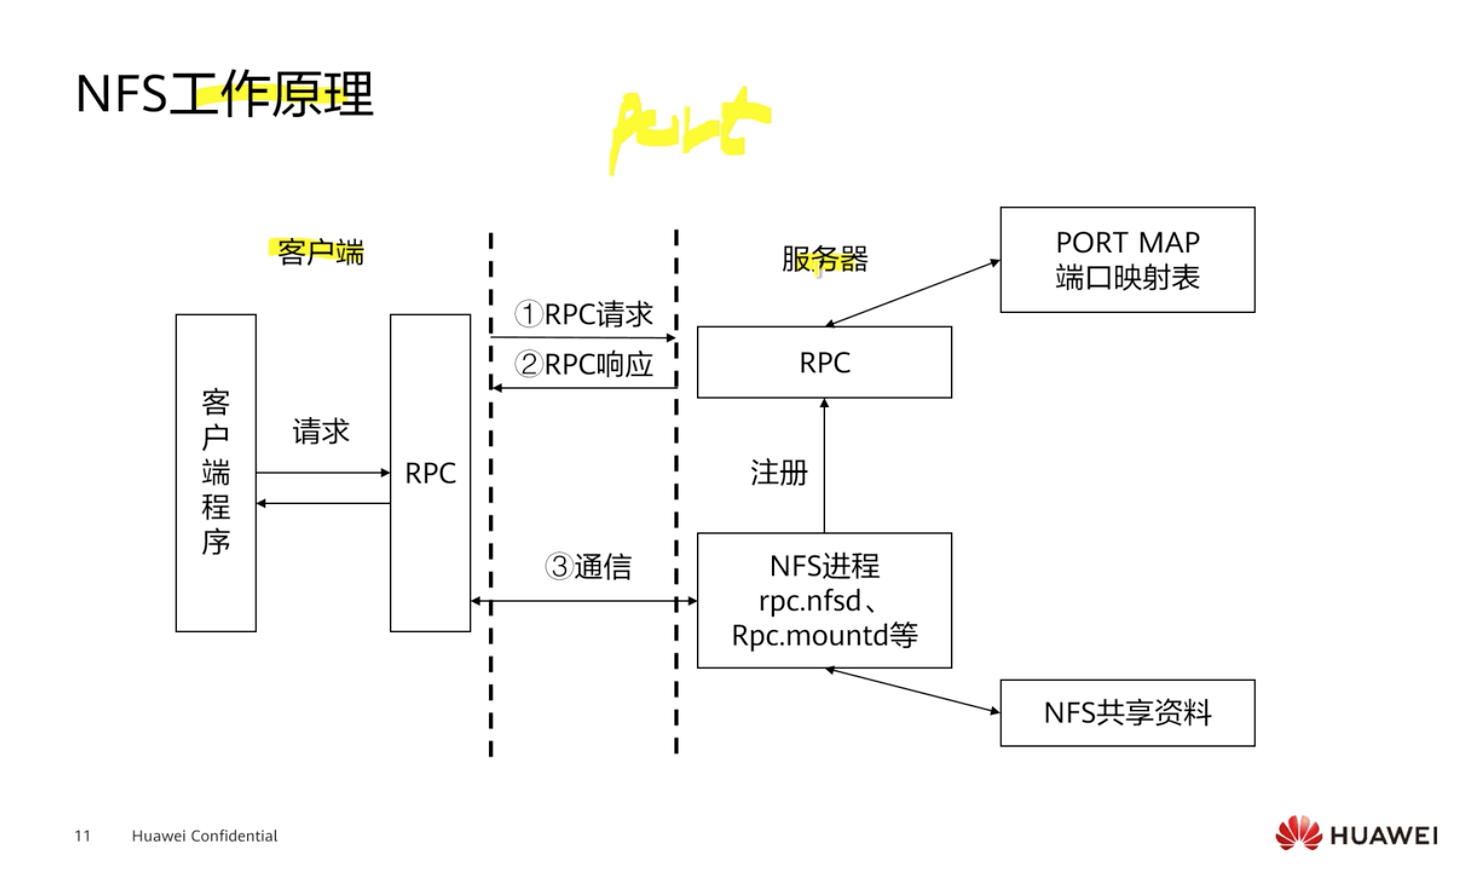 NFS工作原理
port
客户端
服务器
PORT MAP
端口映射表
①RPC请求
②RPC响应
RPC
客户端程序
请求
RPC
注册
③通信
NFS进程
rpc.nfsd、
Rpc.mountd等
NFS共享资料
11 Huawei Confidential
HUAWEI